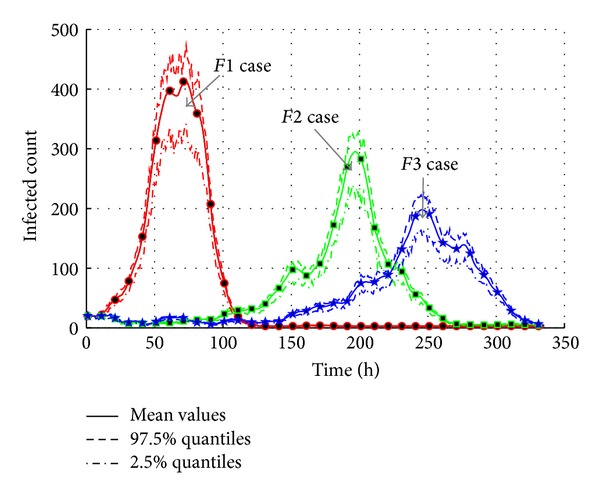 500
400
300
200
100
0
Infected count
F1 case
F2 case
F3 case
0 50 100 150 200 250 300 350
Time (h)
Mean values
97.5% quantiles
2.5% quantiles